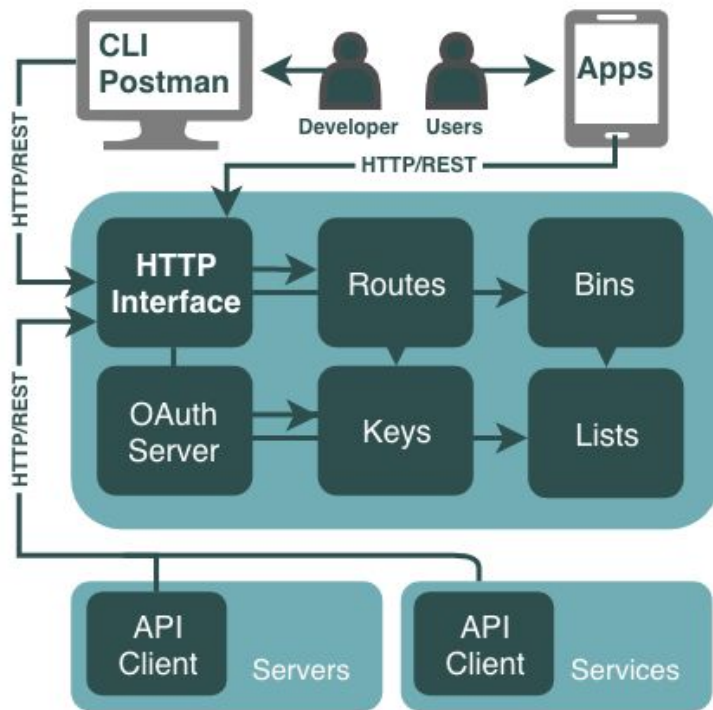 CLI
Postman
Developer
Users
Apps
HTTP/REST
HTTP/REST
HTTP
Interface
Routes
Bins
OAuth
Server
Keys
Lists
HTTP/REST
API
Client
Servers
API
Client
Services